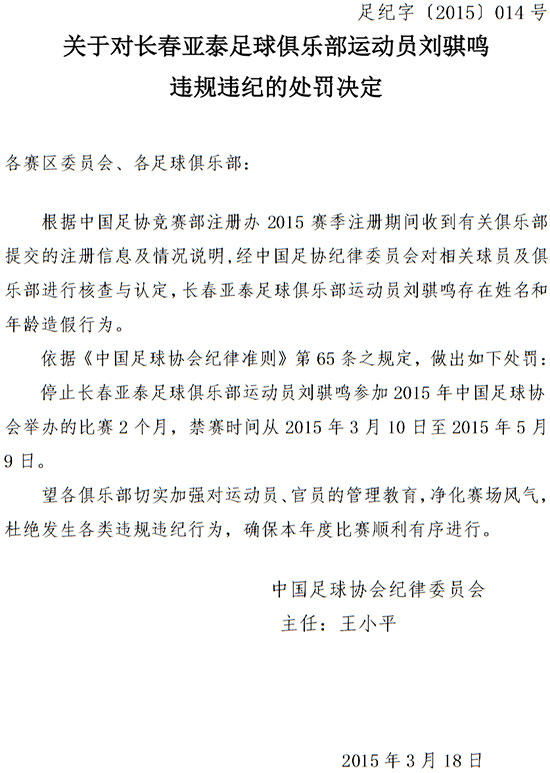 足纪字〔2015〕014号
关于对长春亚泰足球俱乐部运动员刘骐鸣
违规违纪的处罚决定
各赛区委员会、各足球俱乐部：
根据中国足协竞赛部注册办 2015 赛季注册期间收到有关俱乐部
提交的注册信息及情况说明,经中国足协纪律委员会对相关球员及俱
乐部进行核查与认定,长春亚泰足球俱乐部运动员刘骐鸣存在姓名和
年龄造假行为。
依据《中国足球协会纪律准则》第 65 条之规定，做出如下处罚：
停止长春亚泰足球俱乐部运动员刘骐鸣参加 2015 年中国足球协
会举办的比赛 2 个月，禁赛时间从 2015 年 3 月 10 日至 2015 年 5 月
9 日。
望各俱乐部切实加强对运动员、官员的管理教育,净化赛场风气,
杜绝发生各类违规违纪行为，确保本年度比赛顺利有序进行。
中国足球协会纪律委员会
主任：王小平
2015 年 3 月 18 日